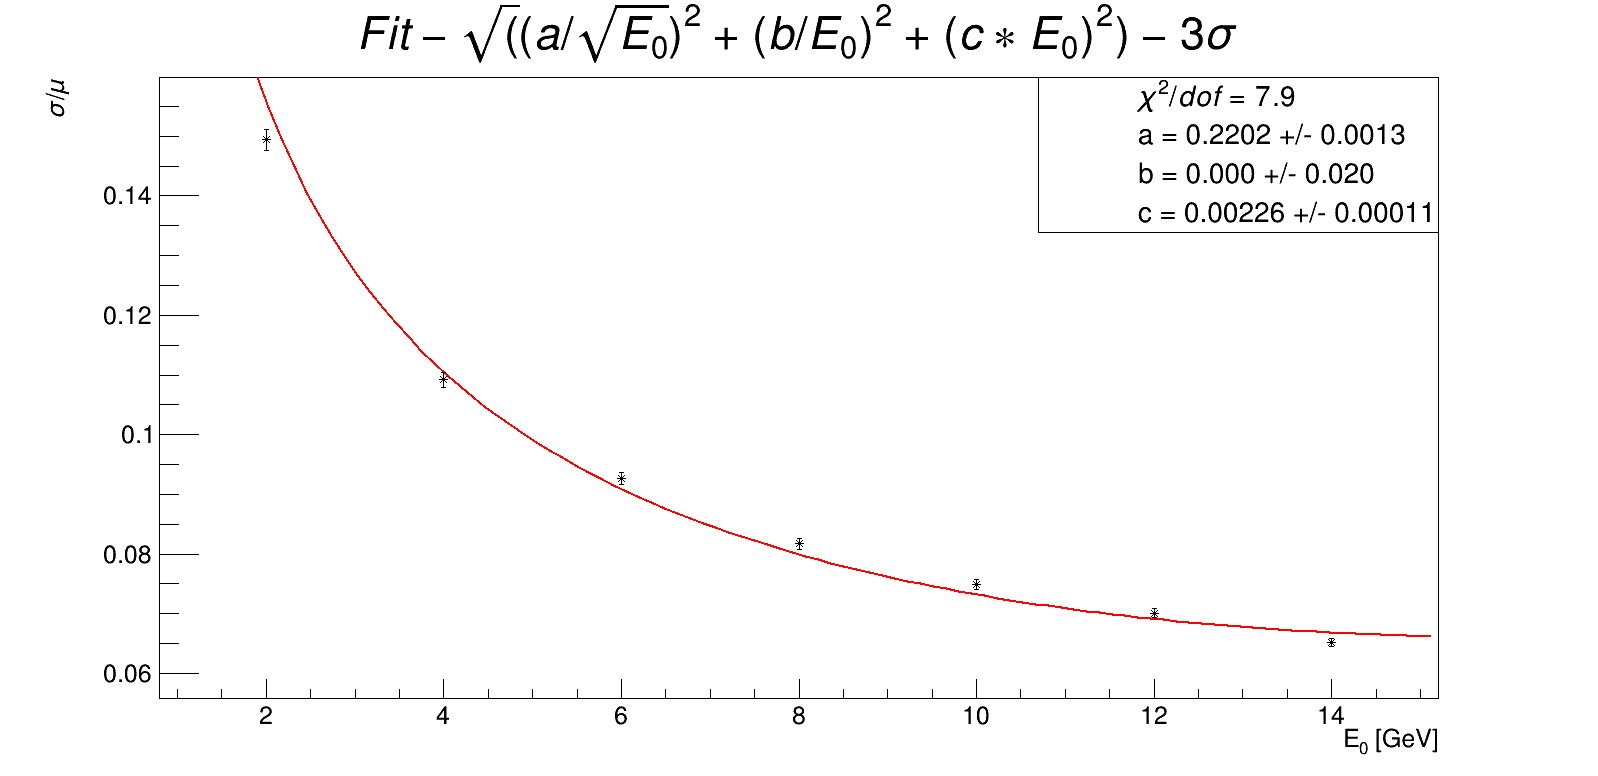 Fit − √((a/√E₀)² + (b/E₀)² + (c ∗ E₀)²) − 3σ
σ/μ
χ²/dof = 7.9
a = 0.2202 +/- 0.0013
b = 0.000 +/- 0.020
c = 0.00226 +/- 0.00011
0.14
0.12
0.1
0.08
0.06
2 4 6 8 10 12 14
E₀ [GeV]